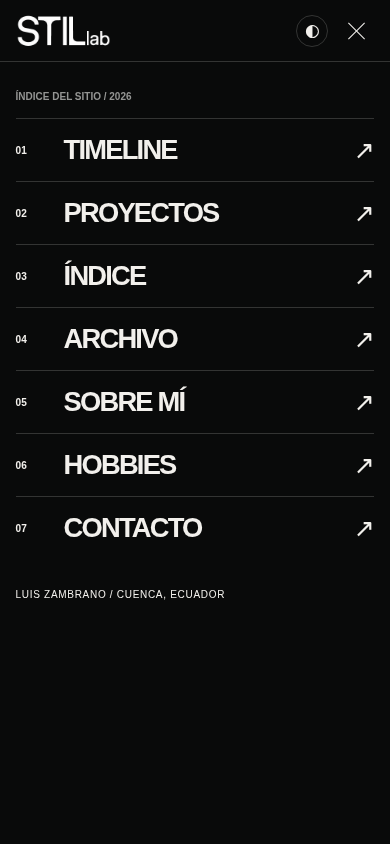 STILlab
ÍNDICE DEL SITIO / 2026
01 TIMELINE ↗
02 PROYECTOS ↗
03 ÍNDICE ↗
04 ARCHIVO ↗
05 SOBRE MÍ ↗
06 HOBBIES ↗
07 CONTACTO ↗
LUIS ZAMBRANO / CUENCA, ECUADOR